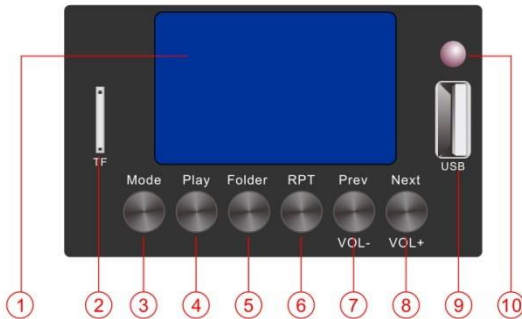 TF
USB
Mode Play Folder RPT Prev Next
VOL- VOL+
1 2 3 4 5 6 7 8 9 10